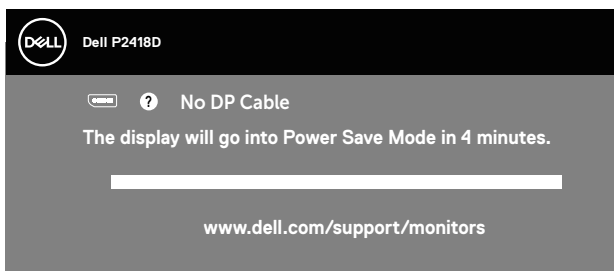 DELL
Dell P2418D
? No DP Cable
The display will go into Power Save Mode in 4 minutes.
www.dell.com/support/monitors